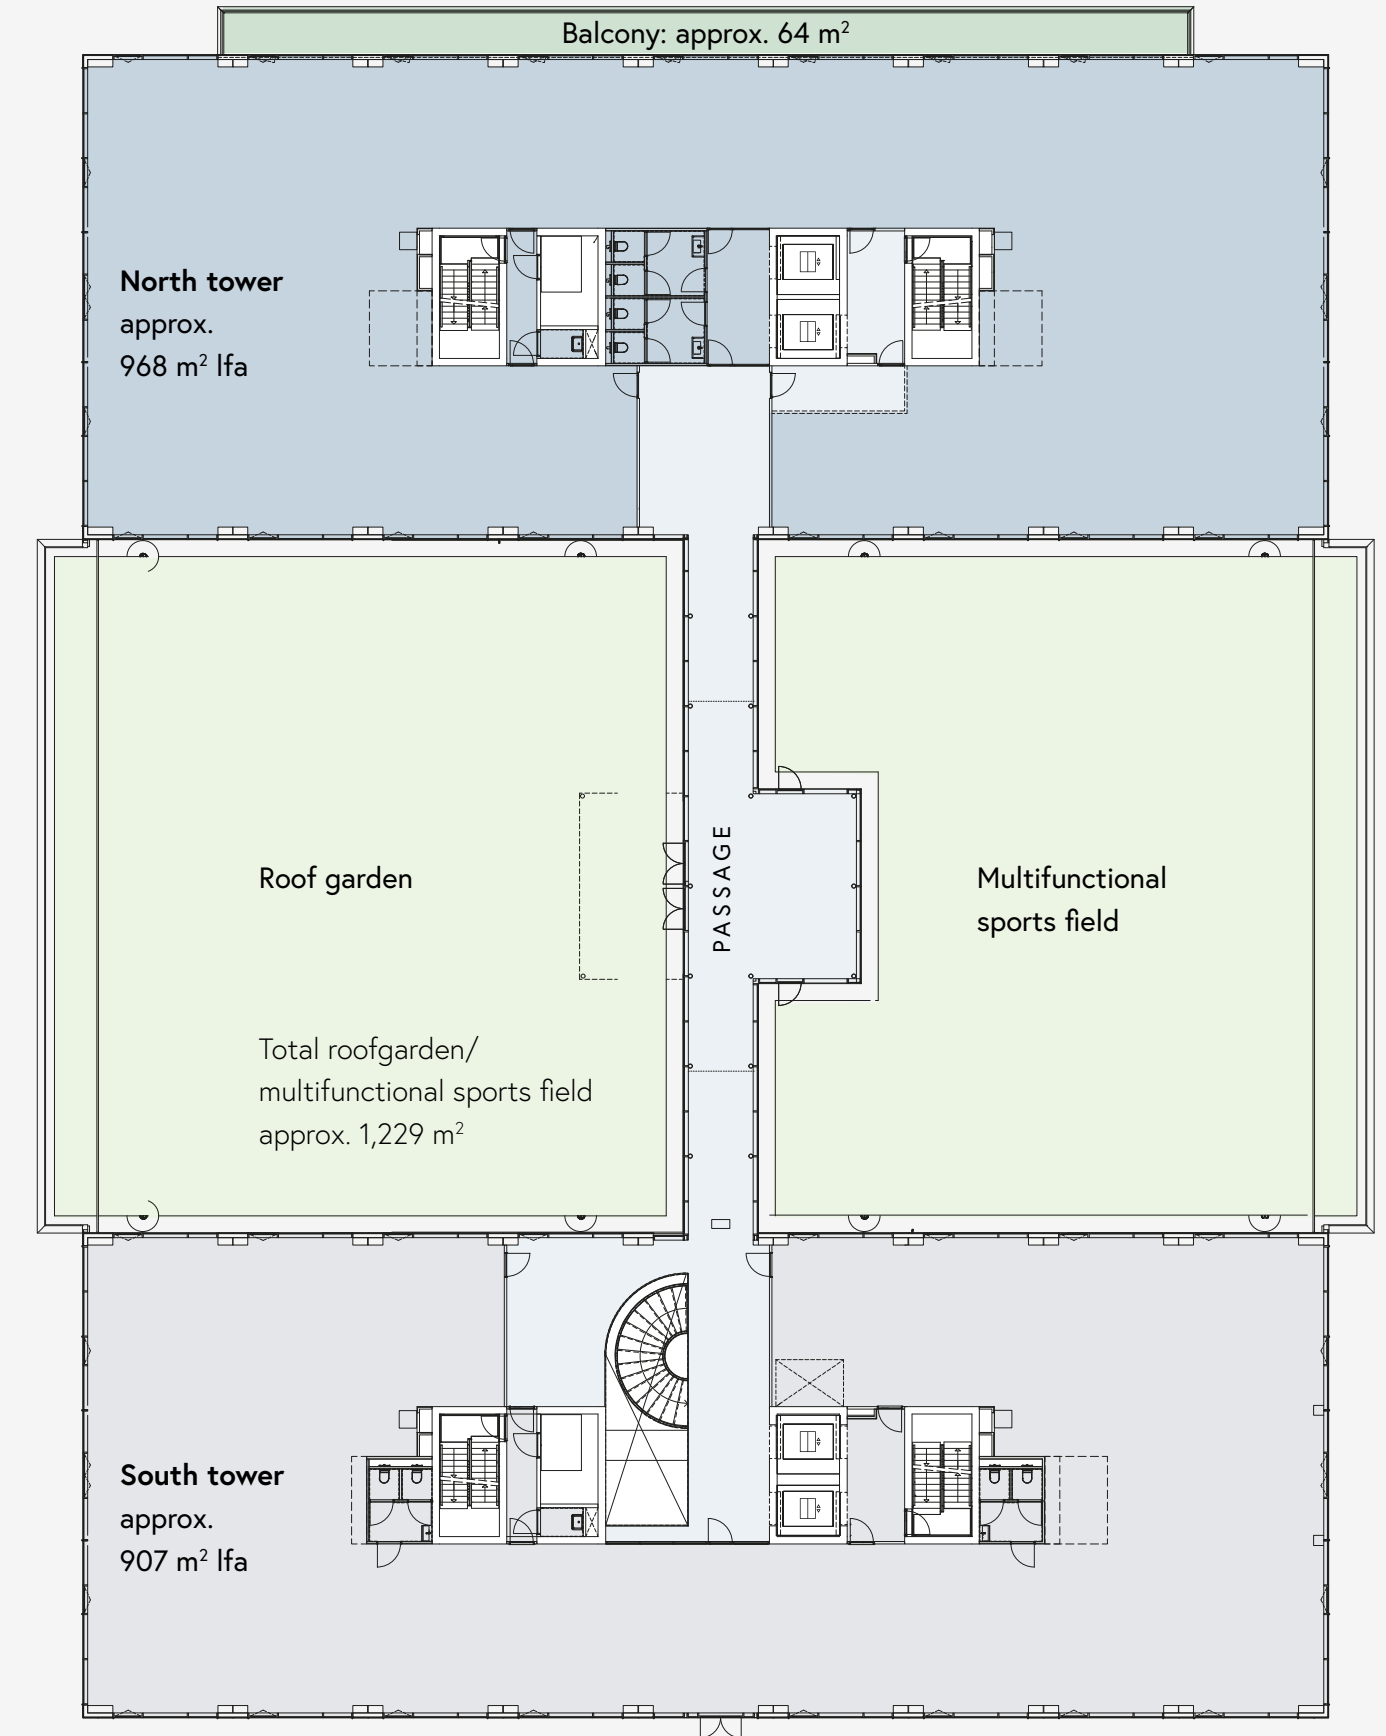 Balcony: approx. 64 m²
North tower
approx.
968 m² lfa
PASSAGE
Roof garden
Multifunctional
sports field
Total roofgarden/
multifunctional sports field
approx. 1,229 m²
South tower
approx.
907 m² lfa